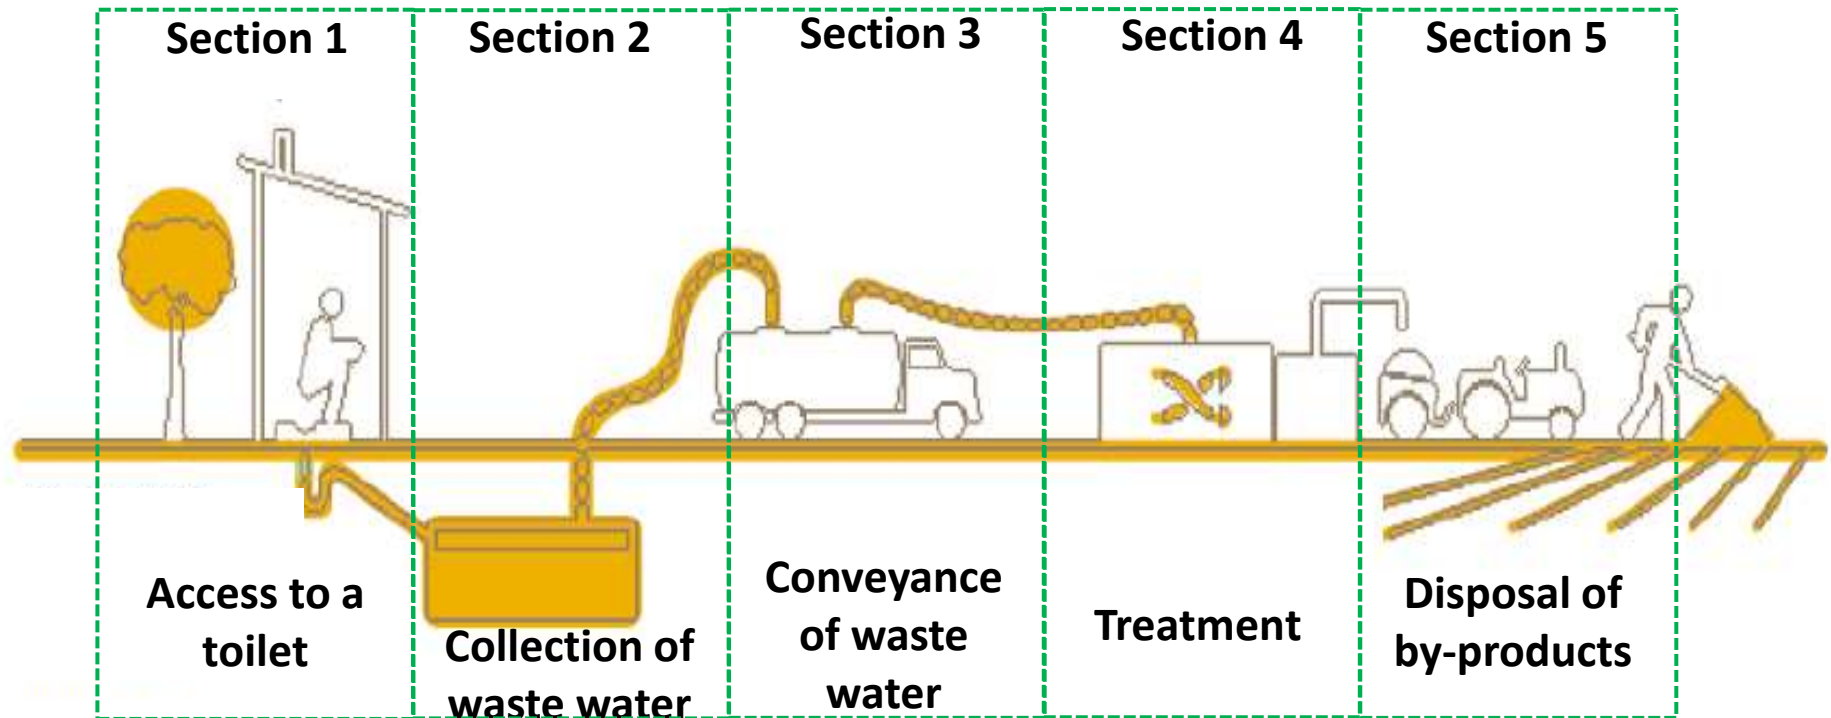 Section 1
Section 2
Section 3
Section 4
Section 5
Access to a
toilet
Collection of
waste water
Conveyance
of waste
water
Treatment
Disposal of
by-products